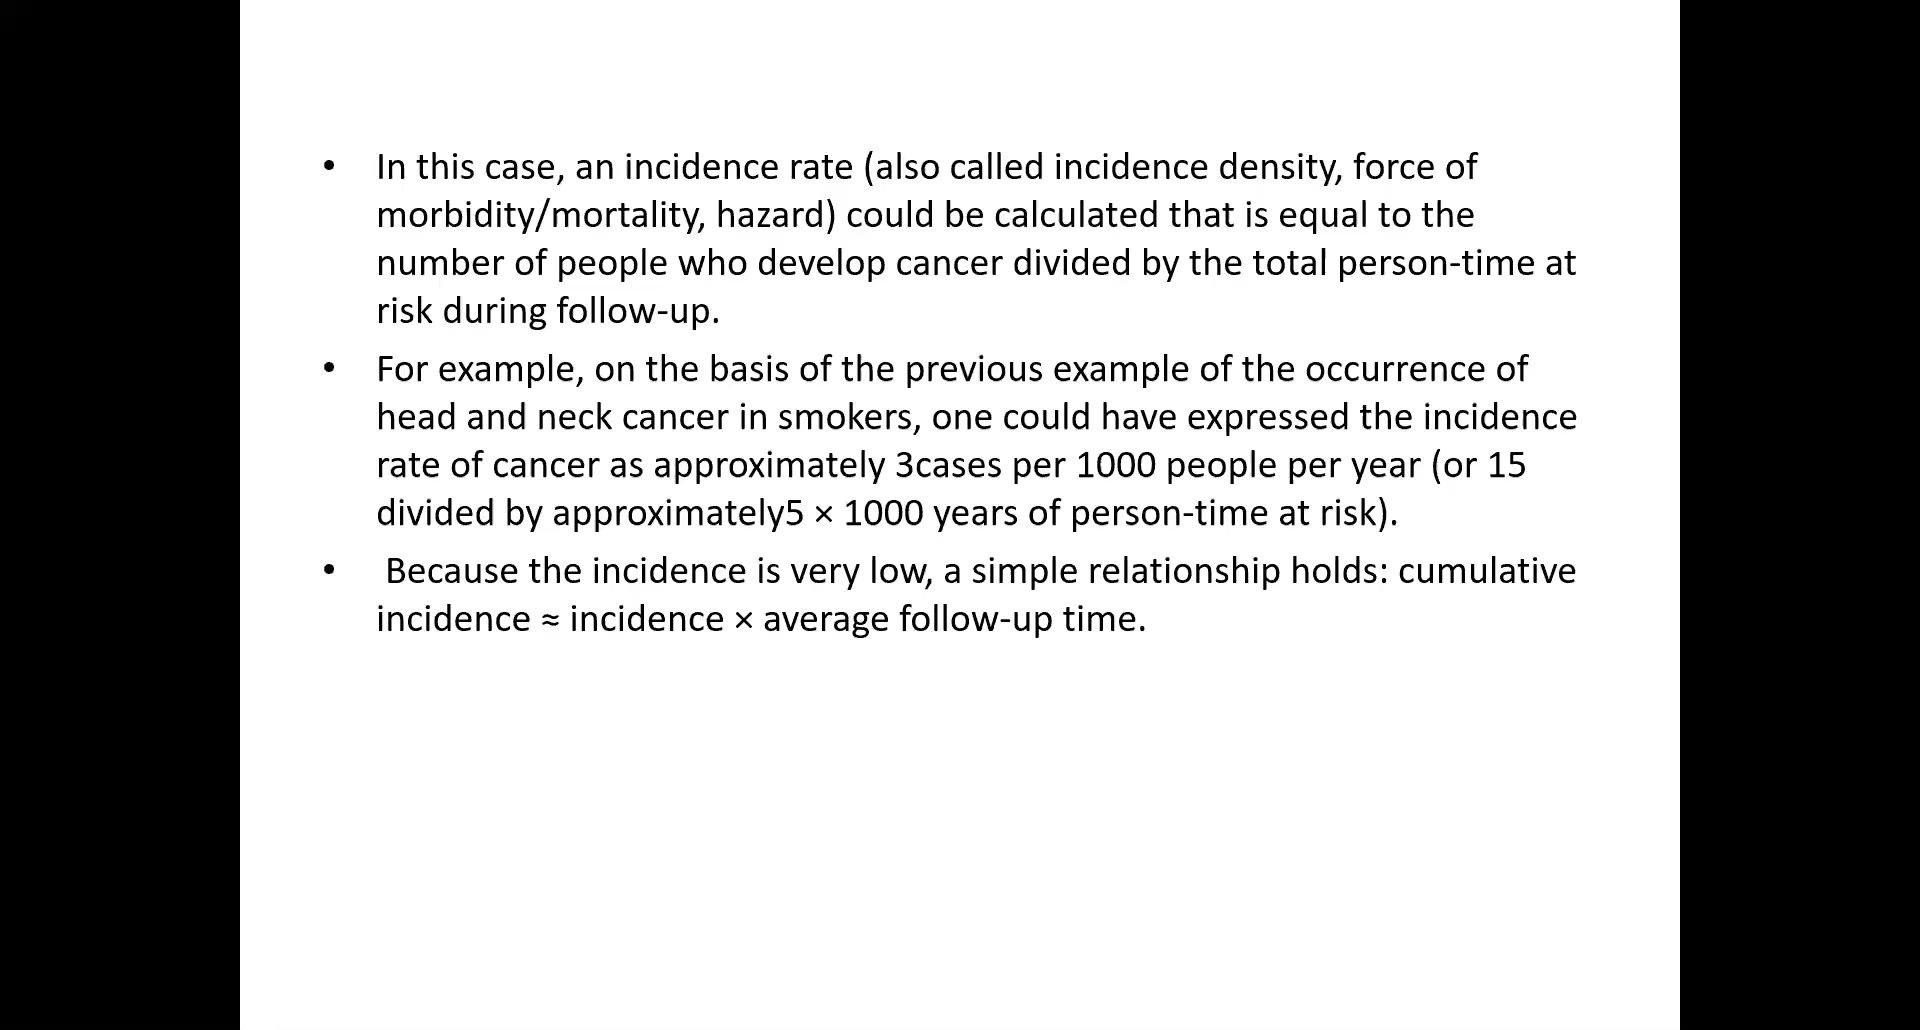 • In this case, an incidence rate (also called incidence density, force of
morbidity/mortality, hazard) could be calculated that is equal to the
number of people who develop cancer divided by the total person-time at
risk during follow-up.
• For example, on the basis of the previous example of the occurrence of
head and neck cancer in smokers, one could have expressed the incidence
rate of cancer as approximately 3cases per 1000 people per year (or 15
divided by approximately5 × 1000 years of person-time at risk).
• Because the incidence is very low, a simple relationship holds: cumulative
incidence ≈ incidence × average follow-up time.